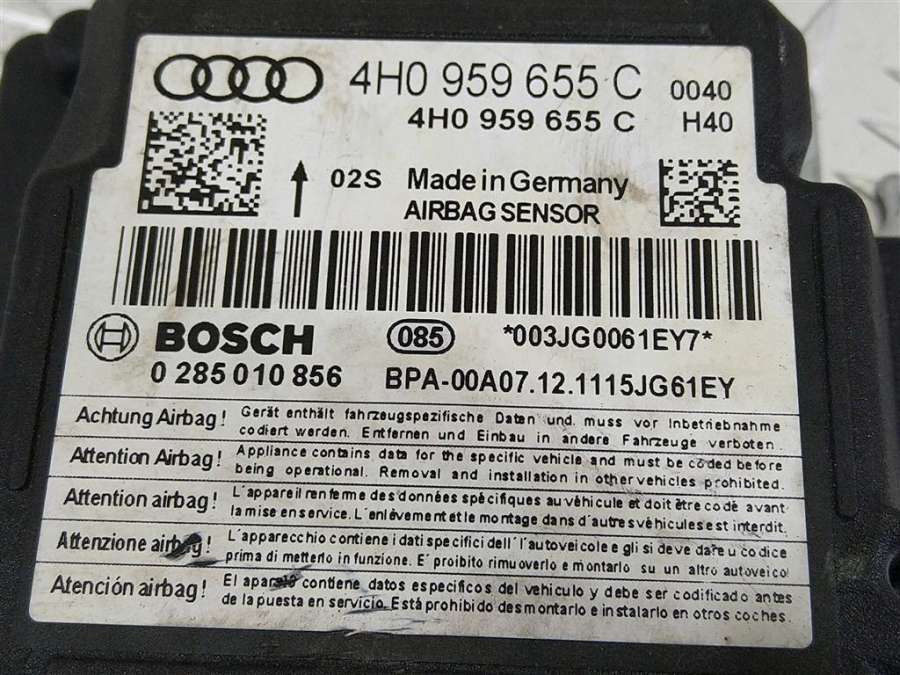 4H0 959 655 C 0040
4H0 959 655 C H40
02S Made in Germany
AIRBAG SENSOR
BOSCH 085 *003JG0061EY7*
0 285 010 856 BPA-00A07.12.1115JG61EY
Achtung Airbag! Gerät enthält fahrzeugspezifische Daten und muss vor Inbetriebnahme
codiert werden. Entfernen und Einbau in andere Fahrzeuge verboten.
Attention Airbag! Appliance contains data for the specific vehicle and must be coded before
being operational. Removal and installation in other vehicles prohibited.
Attention airbag! L'appareil renferme des données spécifiques au véhicule et doit être codé avant
la mise en service. L'enlèvement et le montage dans d'autres véhicules est interdit.
Attenzione airbag! L'apparecchio contiene i dati specifici dell'autoveicolo e gli si deve dare u codice
prima di metterlo in funzione. E' proibito rimuoverlo e montarlo su un altro autoveicol
Atención airbag! El aparato contiene datos específicos del vehículo y debe ser codificado antes
de la puesta en servicio. Está prohibido desmontarlo e instalarlo en otros coches.